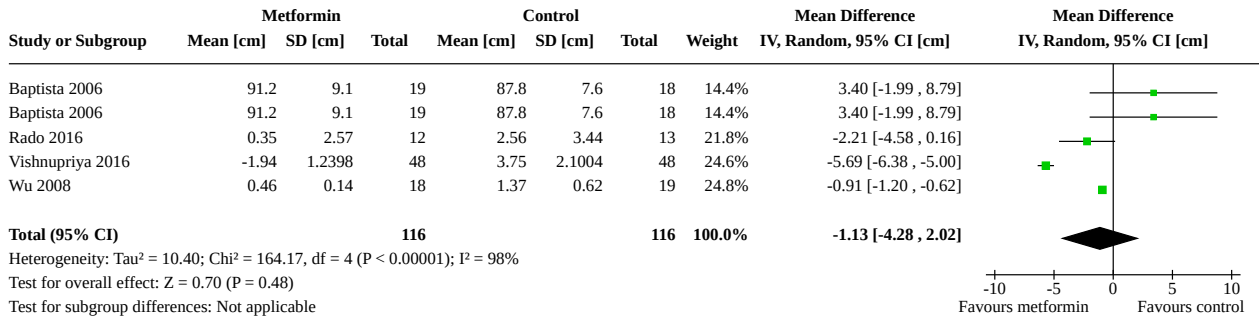 Metformin Control Mean Difference Mean Difference
Study or Subgroup Mean [cm] SD [cm] Total Mean [cm] SD [cm] Total Weight IV, Random, 95% CI [cm] IV, Random, 95% CI [cm]
Baptista 2006 91.2 9.1 19 87.8 7.6 18 14.4% 3.40 [-1.99 , 8.79]
Baptista 2006 91.2 9.1 19 87.8 7.6 18 14.4% 3.40 [-1.99 , 8.79]
Rado 2016 0.35 2.57 12 2.56 3.44 13 21.8% -2.21 [-4.58 , 0.16]
Vishnupriya 2016 -1.94 1.2398 48 3.75 2.1004 48 24.6% -5.69 [-6.38 , -5.00]
Wu 2008 0.46 0.14 18 1.37 0.62 19 24.8% -0.91 [-1.20 , -0.62]
Total (95% CI) 116 116 100.0% -1.13 [-4.28 , 2.02]
Heterogeneity: Tau² = 10.40; Chi² = 164.17, df = 4 (P < 0.00001); I² = 98%
Test for overall effect: Z = 0.70 (P = 0.48) -10 -5 0 5 10
Test for subgroup differences: Not applicable Favours metformin Favours control